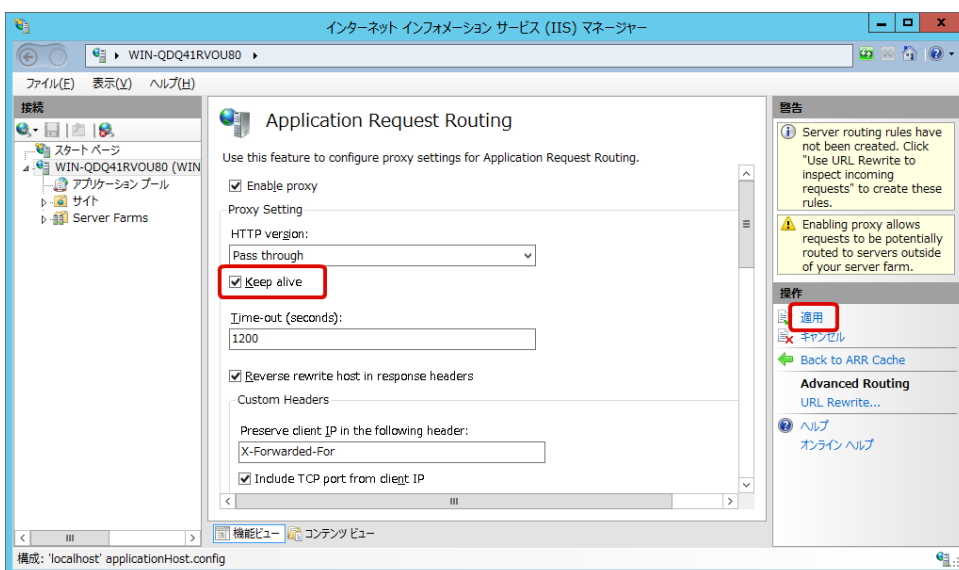 インターネット インフォメーション サービス (IIS) マネージャー
WIN-QDQ41RVOU80
ファイル(F) 表示(V) ヘルプ(H)
接続
スタート ページ
WIN-QDQ41RVOU80 (WIN
アプリケーション プール
サイト
Server Farms
Application Request Routing
Use this feature to configure proxy settings for Application Request Routing.
Enable proxy
Proxy Setting
HTTP version:
Pass through
Keep alive
Time-out (seconds):
1200
Reverse rewrite host in response headers
Custom Headers
Preserve client IP in the following header:
X-Forwarded-For
Include TCP port from client IP
機能ビュー コンテンツ ビュー
警告
Server routing rules have
not been created. Click
"Use URL Rewrite to
inspect incoming
requests" to create these
rules.
Enabling proxy allows
requests to be potentially
routed to servers outside
of your server farm.
操作
適用
キャンセル
Back to ARR Cache
Advanced Routing
URL Rewrite...
ヘルプ
オンライン ヘルプ
構成: 'localhost' applicationHost.config